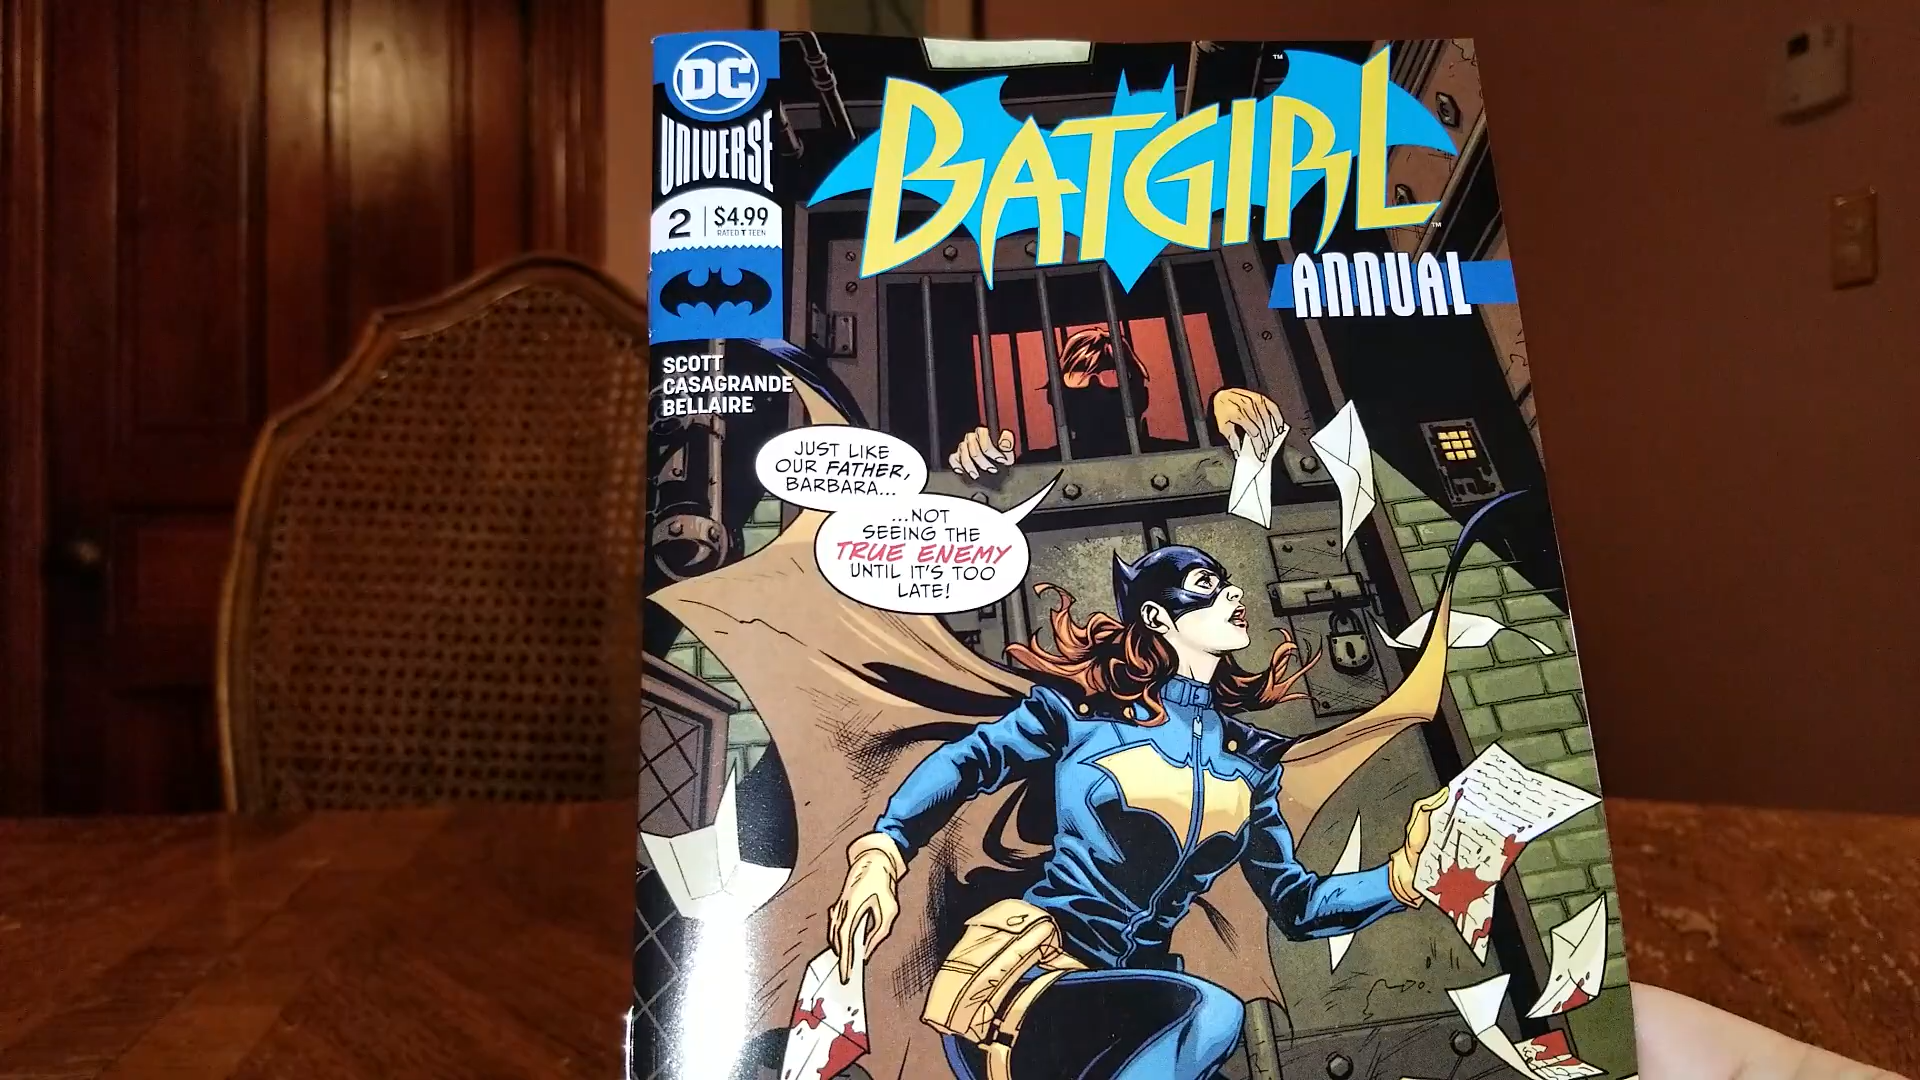 DC
UNIVERSE
2 $4.99
RATED T TEEN
BATGIRL
ANNUAL
SCOTT
CASAGRANDE
BELLAIRE
JUST LIKE
OUR FATHER,
BARBARA...
...NOT
SEEING THE
TRUE ENEMY
UNTIL IT'S TOO
LATE!